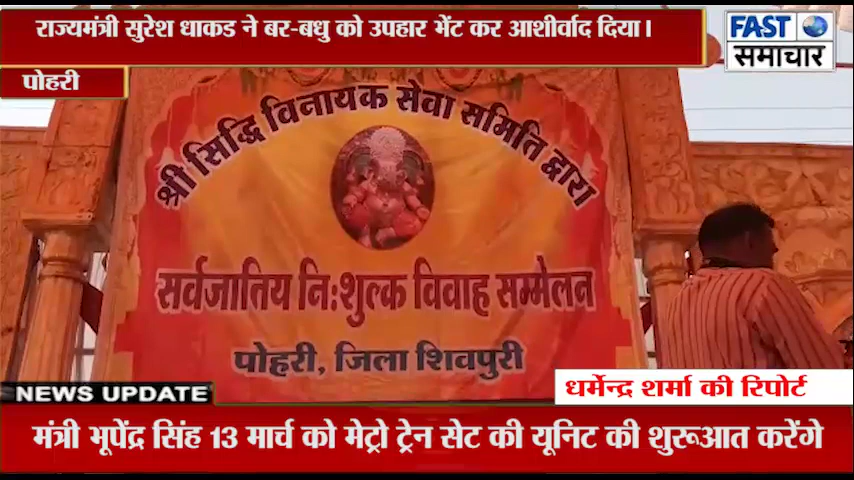 राज्यमंत्री सुरेश धाकड ने बर-बधु को उपहार भेंट कर आशीर्वाद दिया।
FAST
समाचार
पोहरी
श्री सिद्धि विनायक सेवा समिति द्वारा
सर्वजातिय नि:शुल्क विवाह सम्मेलन
पोहरी, जिला शिवपुरी
धर्मेन्द्र शर्मा की रिपोर्ट
NEWS UPDATE
मंत्री भूपेंद्र सिंह 13 मार्च को मेट्रो ट्रेन सेट की यूनिट की शुरूआत करेंगे